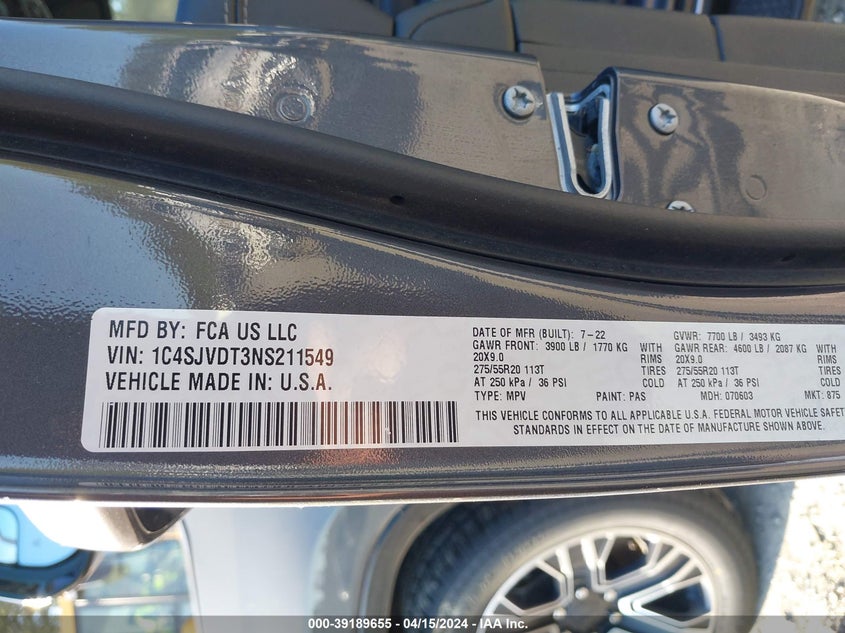 MFD BY: FCA US LLC
VIN: 1C4SJVDT3NS211549
VEHICLE MADE IN: U.S.A.
DATE OF MFR (BUILT): 7-22 GVWR: 7700 LB / 3493 KG
GAWR FRONT: 3900 LB / 1770 KG WITH GAWR REAR: 4600 LB / 2087 KG WITH
20X9.0 RIMS 20X9.0 RIMS
275/55R20 113T TIRES 275/55R20 113T TIRES
AT 250 kPa / 36 PSI COLD AT 250 kPa / 36 PSI COLD
TYPE: MPV PAINT: PAS MDH: 070603 MKT: 875
THIS VEHICLE CONFORMS TO ALL APPLICABLE U.S.A. FEDERAL MOTOR VEHICLE SAFET
STANDARDS IN EFFECT ON THE DATE OF MANUFACTURE SHOWN ABOVE.
000-39189655 - 04/15/2024 - IAAI.COM